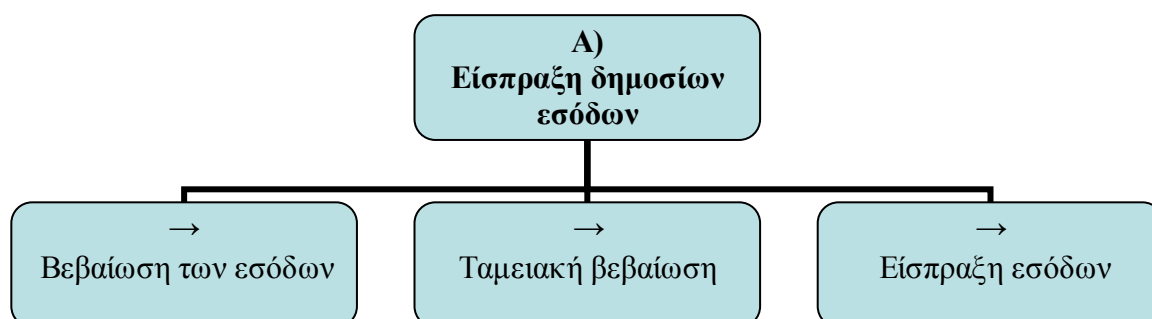 Α)
Είσπραξη δημοσίων
εσόδων
→
Βεβαίωση των εσόδων
→
Ταμειακή βεβαίωση
→
Είσπραξη εσόδων